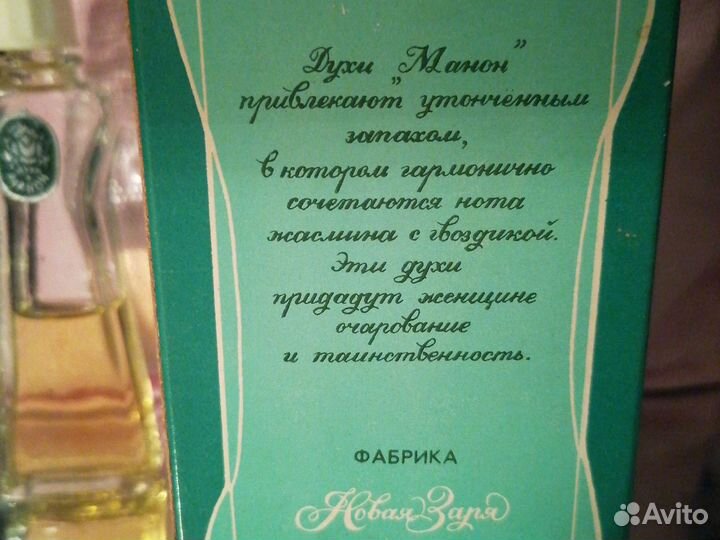 Духи „Манон"
привлекают утончённым
запахом,
в котором гармонично
сочетаются нота
жасмина с гвоздикой.
Эти духи
придадут женщине
очарование
и таинственность.
ФАБРИКА
Новая Заря
Avito